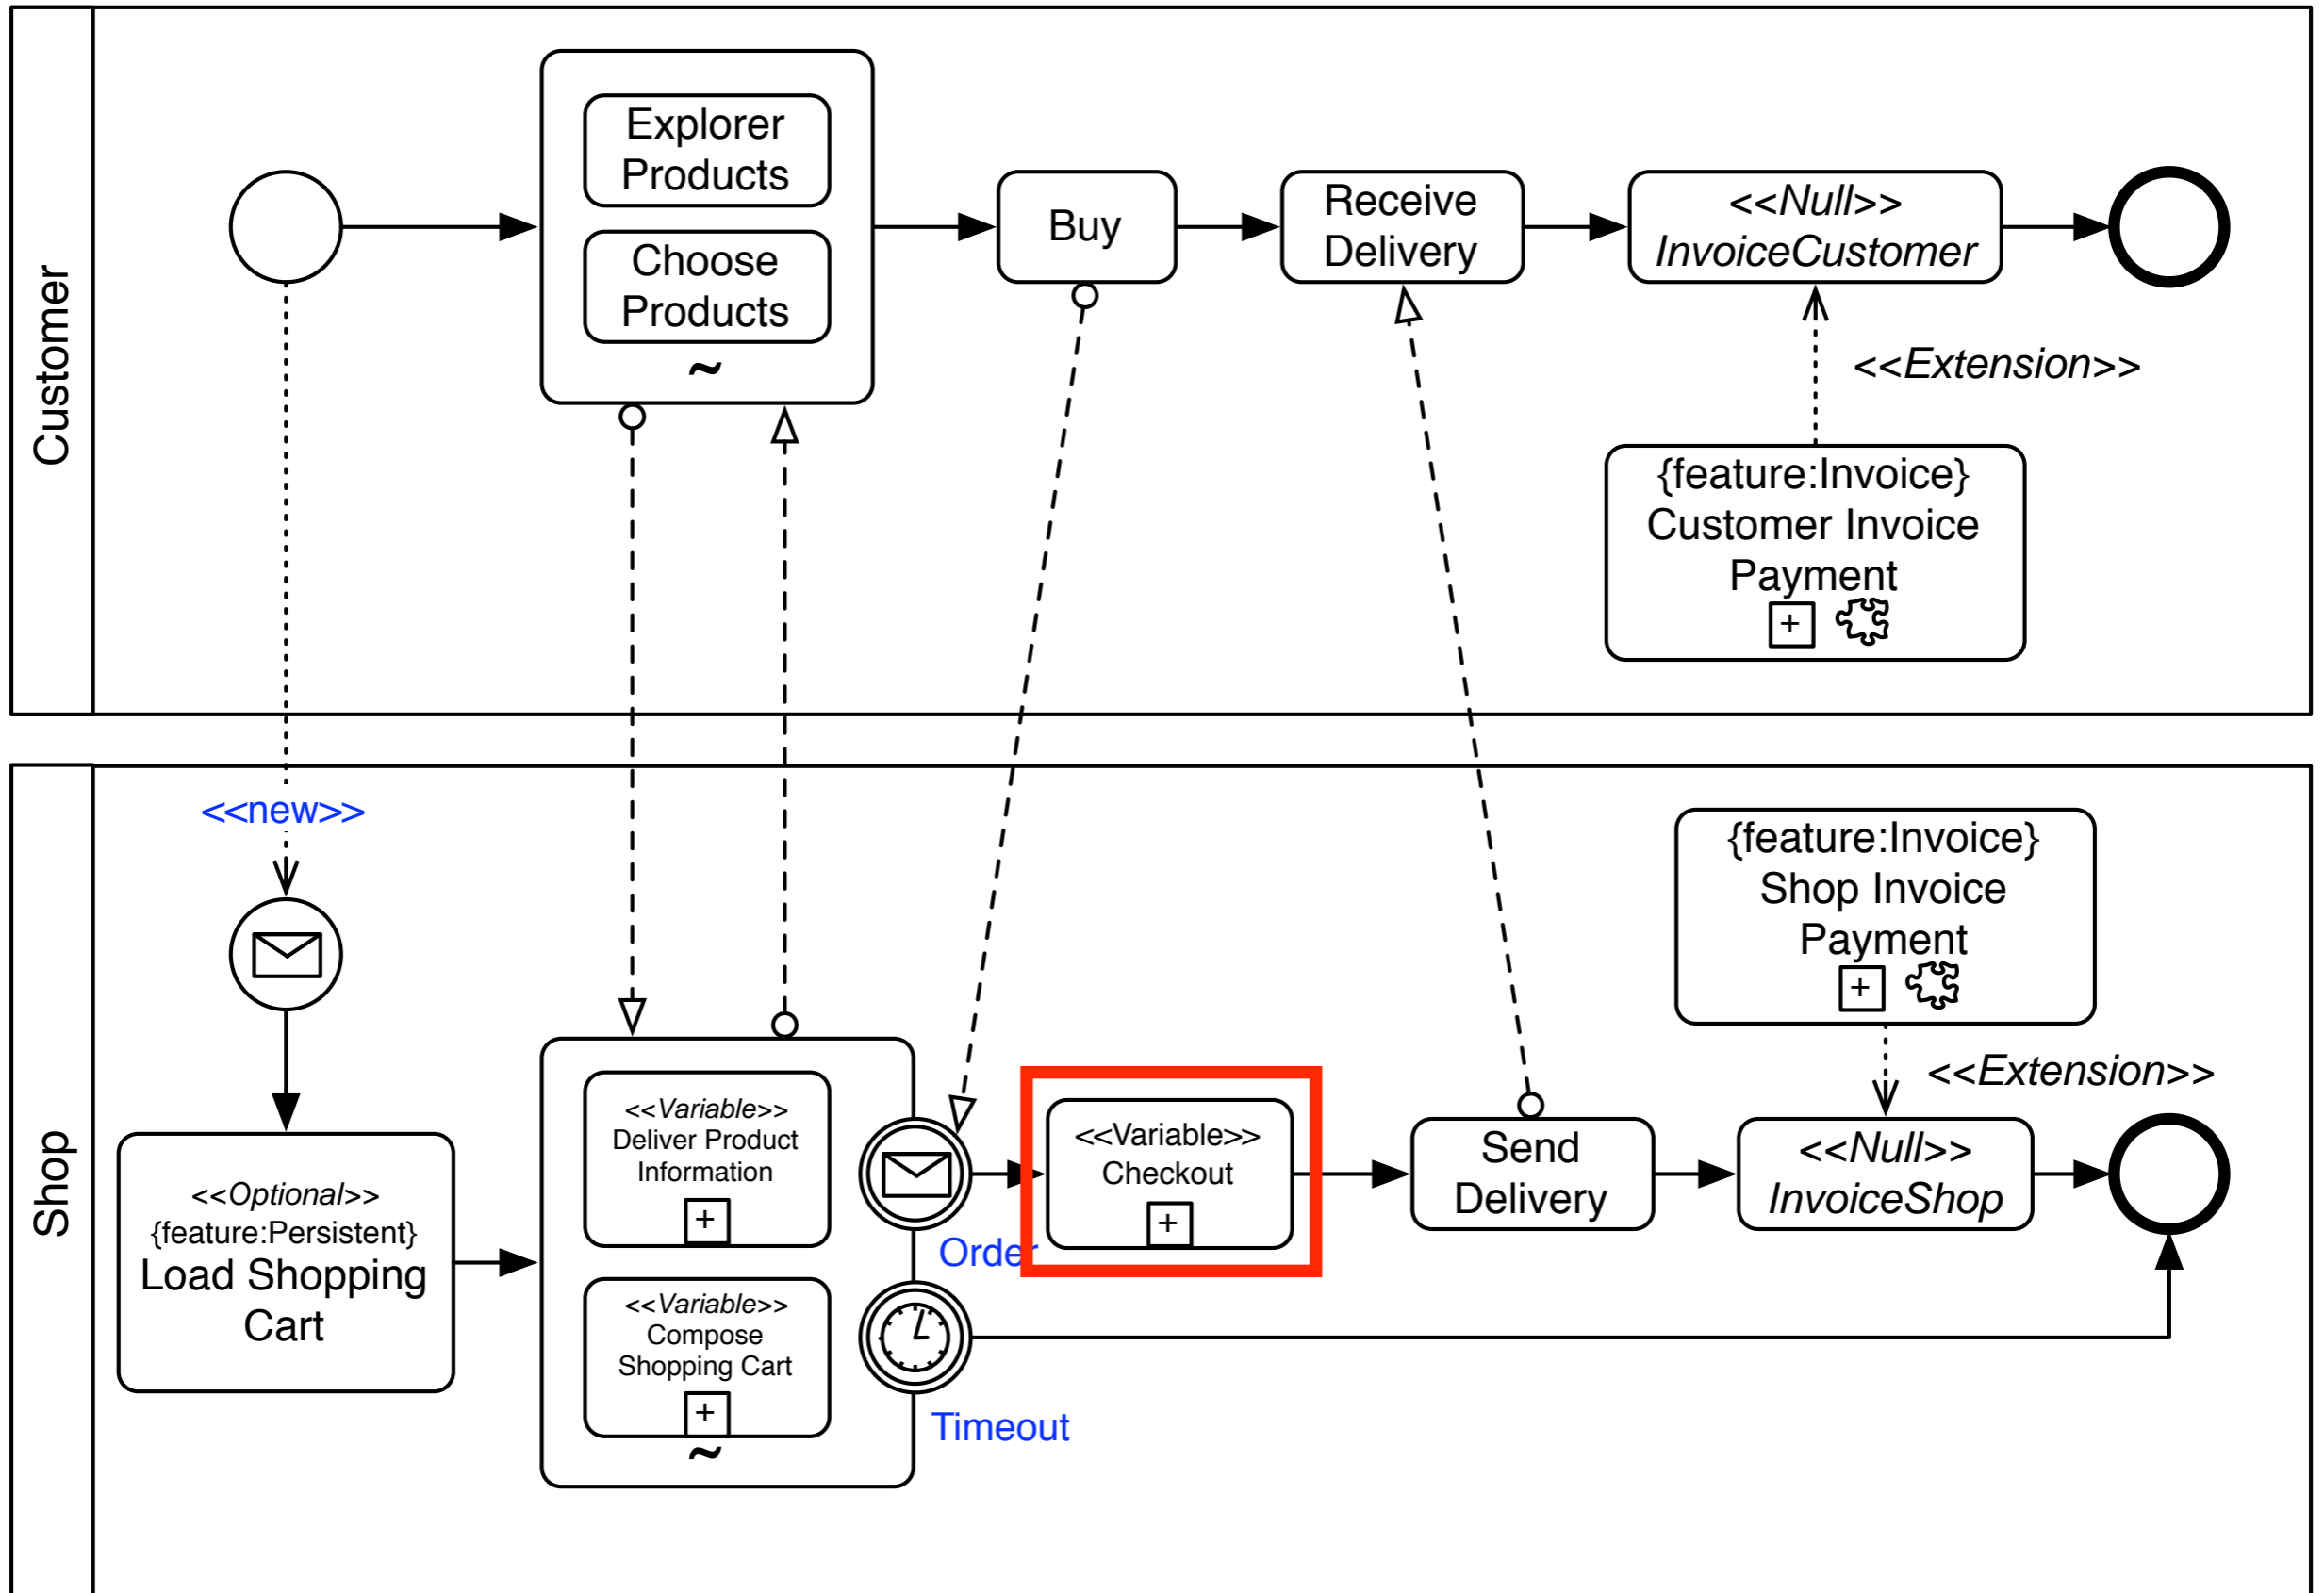 Customer
Explorer
Products
Choose
Products
~
Buy
Receive
Delivery
<<Null>>
InvoiceCustomer
<<Extension>>
{feature:Invoice}
Customer Invoice
Payment
+
Shop
<<new>>
<<Optional>>
{feature:Persistent}
Load Shopping
Cart
<<Variable>>
Deliver Product
Information
+
<<Variable>>
Compose
Shopping Cart
+
~
Order
Timeout
<<Variable>>
Checkout
+
Send
Delivery
{feature:Invoice}
Shop Invoice
Payment
+
<<Extension>>
<<Null>>
InvoiceShop